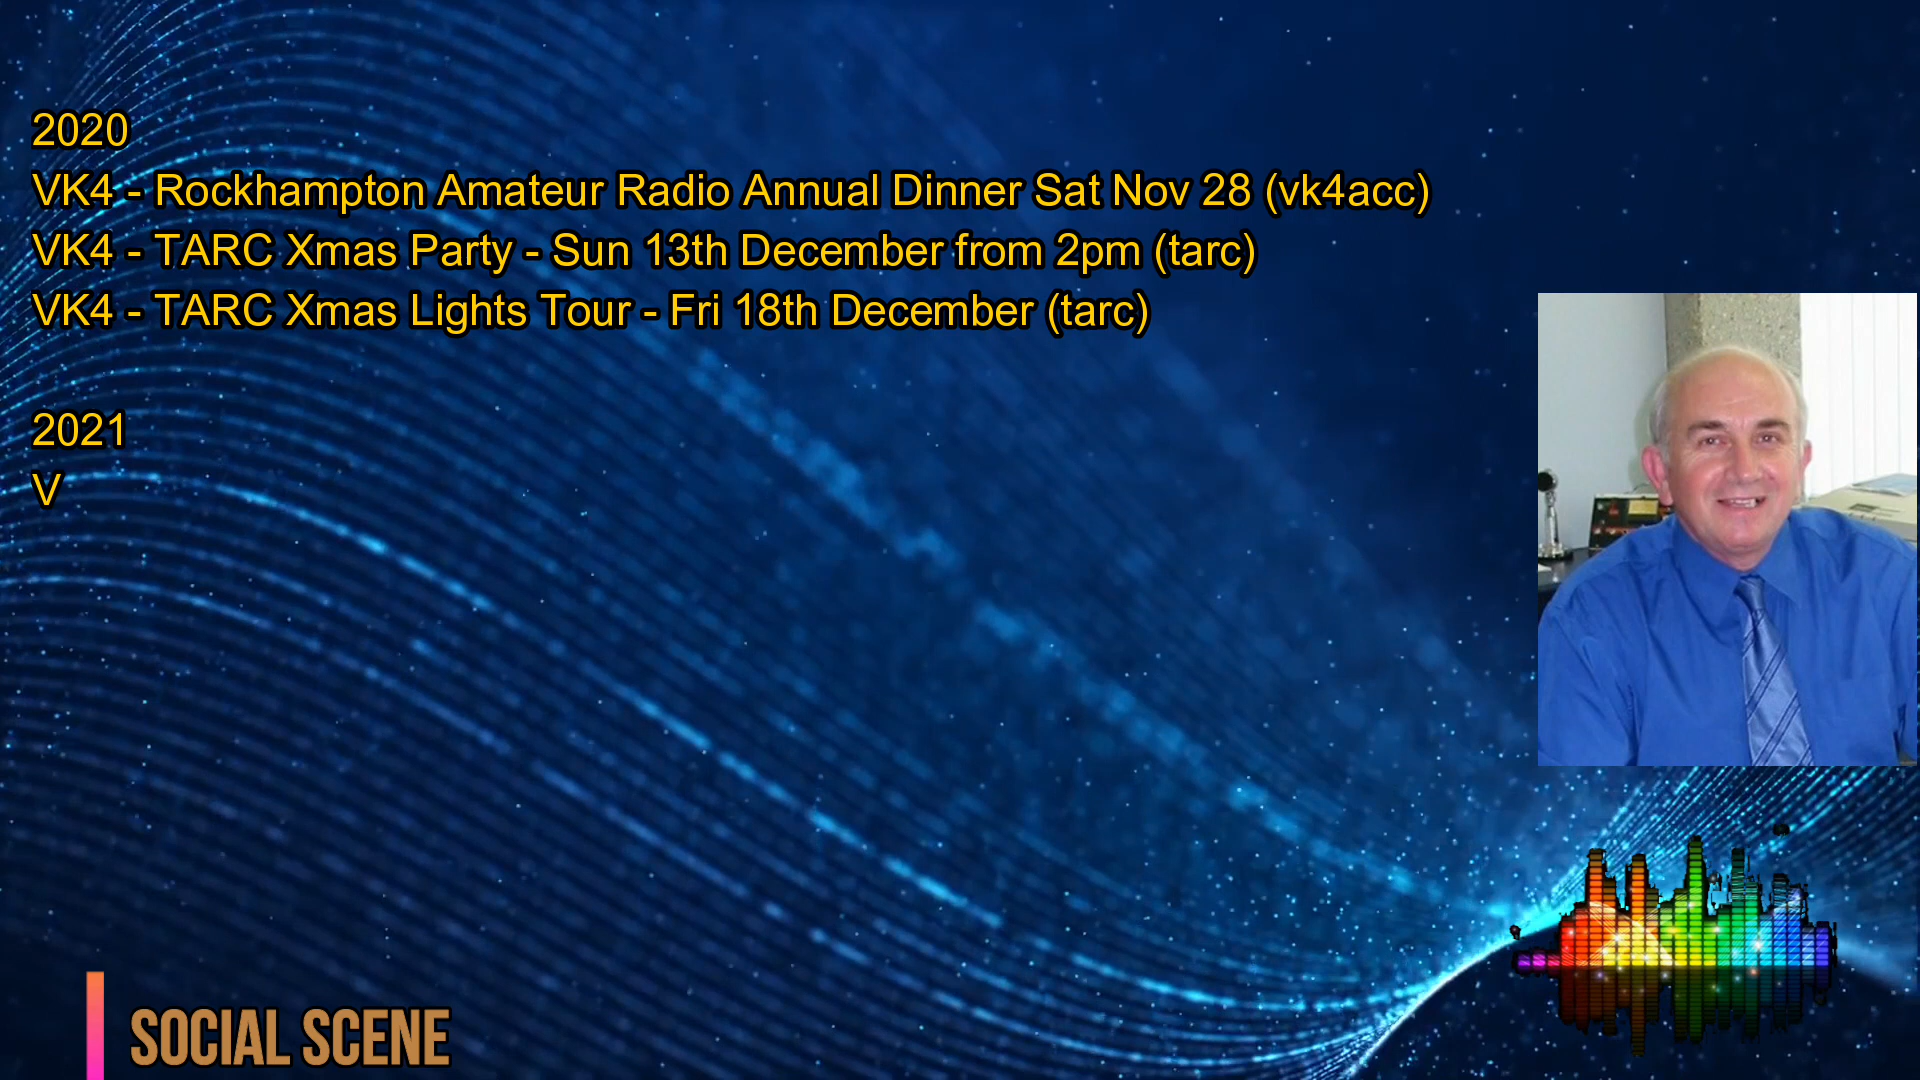 2020
VK4 - Rockhampton Amateur Radio Annual Dinner Sat Nov 28 (vk4acc)
VK4 - TARC Xmas Party - Sun 13th December from 2pm (tarc)
VK4 - TARC Xmas Lights Tour - Fri 18th December (tarc)
2021
V
SOCIAL SCENE